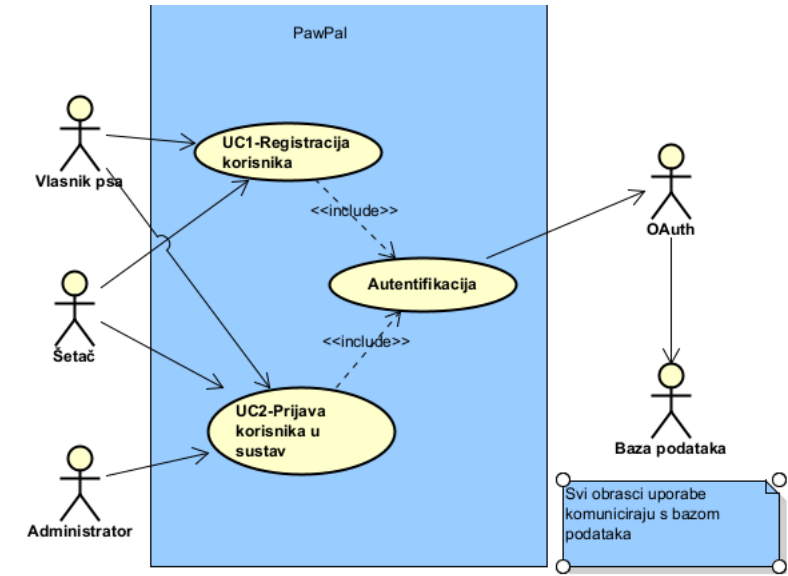 PawPal
UC1-Registracija
korisnika
Vlasnik psa
<<include>>
OAuth
Autentifikacija
<<include>>
Šetač
UC2-Prijava
korisnika u
sustav
Baza podataka
Administrator
Svi obrasci uporabe
komuniciraju s bazom
podataka